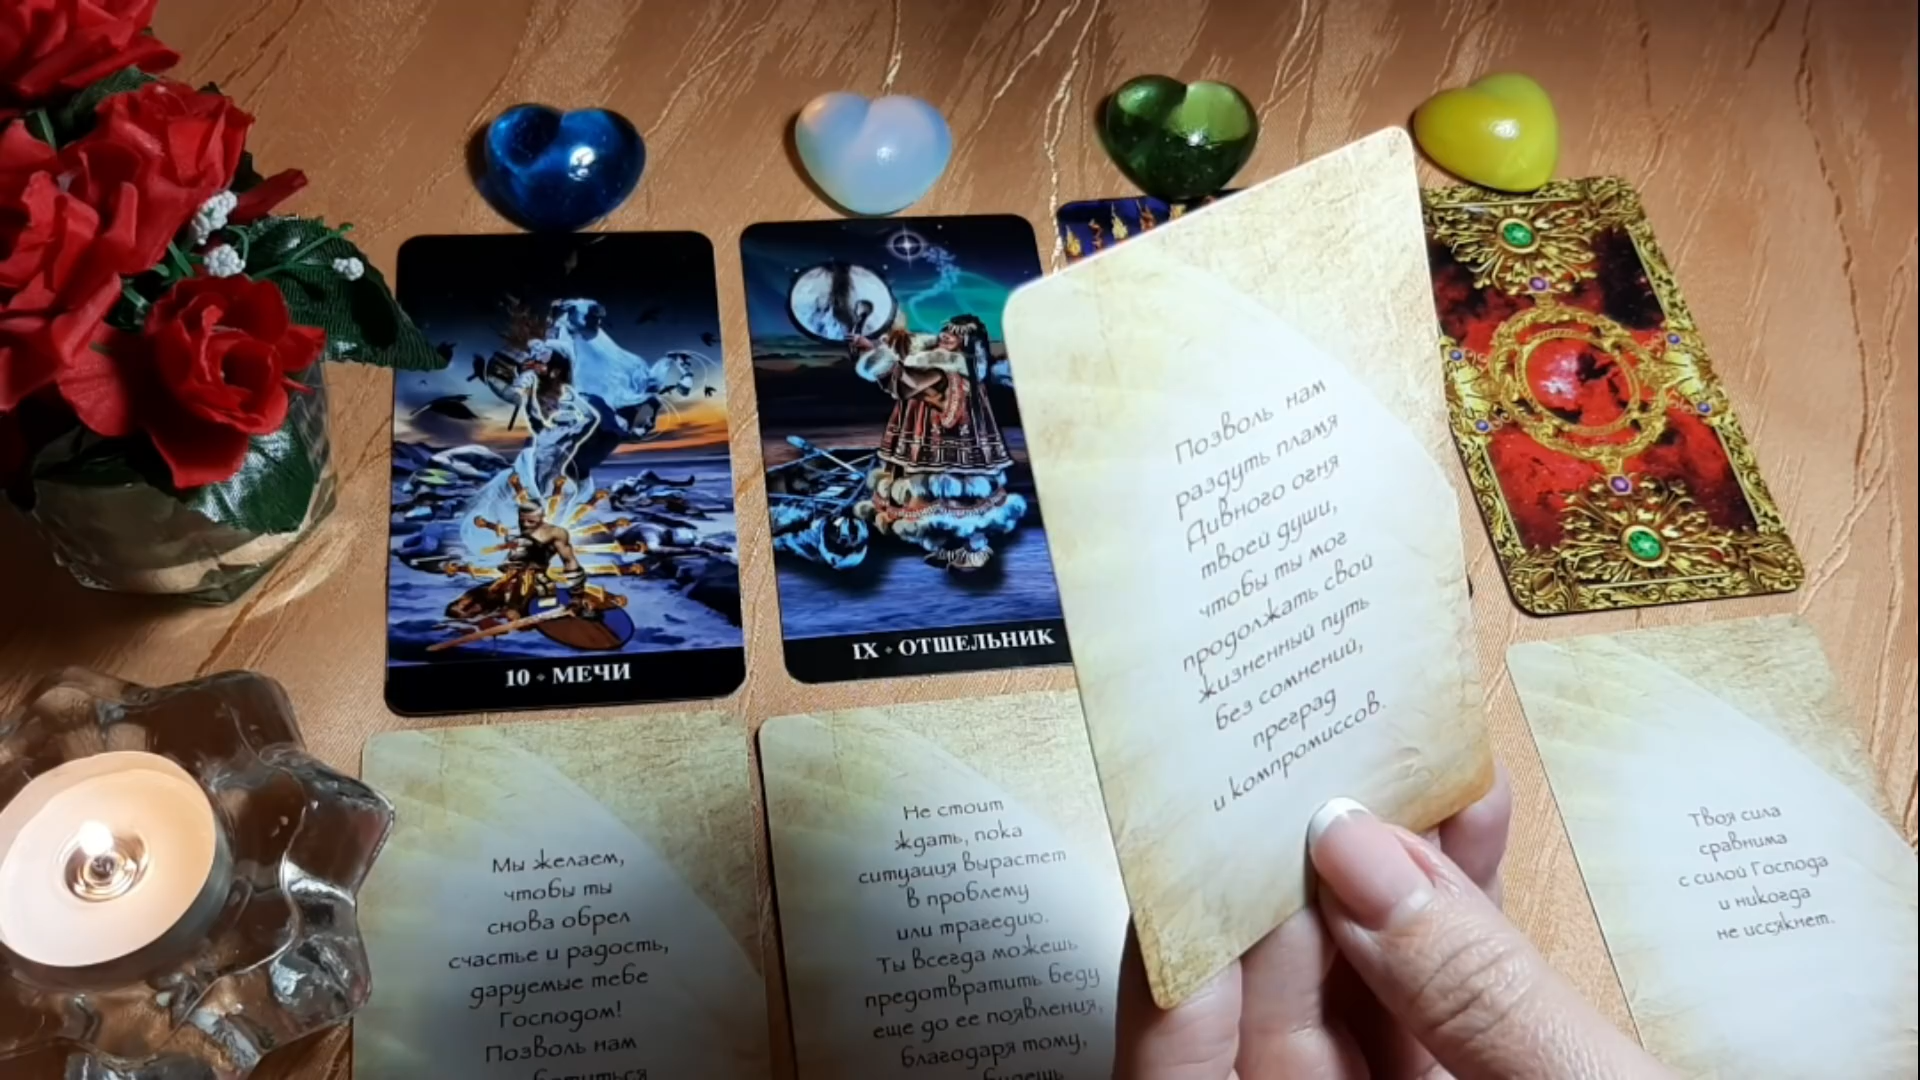 10 • МЕЧИ
IX • ОТШЕЛЬНИК
Позволь нам
раздуть пламя
Дивного огня
твоей души,
чтобы ты мог
продолжать свой
жизненный путь
без сомнений,
преград
и компромиссов.
Мы желаем,
чтобы ты
снова обрел
счастье и радость,
даруемые тебе
Господом!
Позволь нам
Не стоит
ждать, пока
ситуация вырастет
в проблему
или трагедию.
Ты всегда можешь
предотвратить беду
еще до ее появления,
благодаря тому,
Твоя сила
сравнима
с силой Господа
и никогда
не иссякнет.